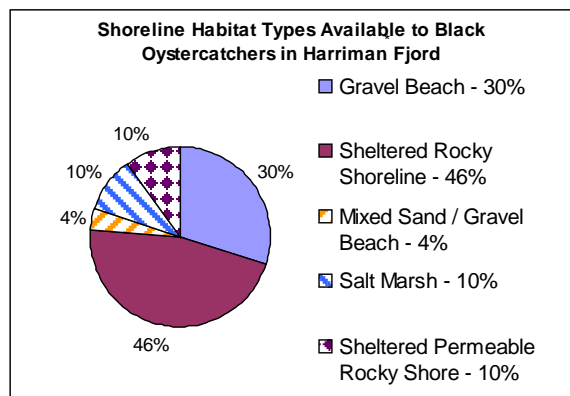 Shoreline Habitat Types Available to Black
Oystercatchers in Harriman Fjord
Gravel Beach - 30%
Sheltered Rocky
Shoreline - 46%
Mixed Sand / Gravel
Beach - 4%
Salt Marsh - 10%
Sheltered Permeable
Rocky Shore - 10%
10%
10%
4%
30%
46%